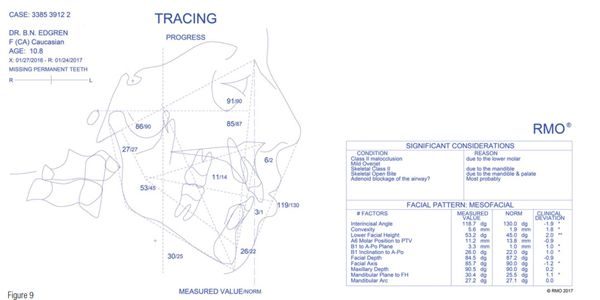 CASE: 3385 3912 2
TRACING
DR. B.N. EDGREN
F (CA) Caucasian
AGE: 10.8
X: 01/27/2016 - R: 01/24/2017
MISSING PERMANENT TEETH
R L
PROGRESS
91/90
85/87
86/90
27/27
6/2
11/14
53/45
3/1
119/130
30/25
26/22
MEASURED VALUE/NORM
Figure 9
RMO®
SIGNIFICANT CONSIDERATIONS
CONDITION REASON
Class II malocclusion due to the lower molar
Mild Overjet
Skeletal Class II due to the mandible
Skeletal Open Bite due to the mandible & palate
Adenoid blockage of the airway? Most probably
FACIAL PATTERN: MESOFACIAL
# FACTORS MEASURED VALUE NORM CLINICAL DEVIATION
Interincisal Angle 118.7 dg 130.0 dg -1.9 *
Convexity 5.6 mm 1.9 mm 1.8 *
Lower Facial Height 53.2 dg 45.0 dg 2.0 **
A6 Molar Position to PTV 11.2 mm 13.8 mm -0.9
B1 to A-Po Plane 3.3 mm 1.0 mm 1.0 *
B1 Inclination to A-Po 26.0 dg 22.0 dg 1.0 *
Facial Depth 84.5 dg 87.2 dg -0.9
Facial Axis 85.7 dg 90.0 dg -1.2 *
Maxillary Depth 90.5 dg 90.0 dg 0.2
Mandibular Plane to FH 30.4 dg 25.5 dg 1.1 *
Mandibular Arc 27.2 dg 27.1 dg 0.0
© RMO 2017